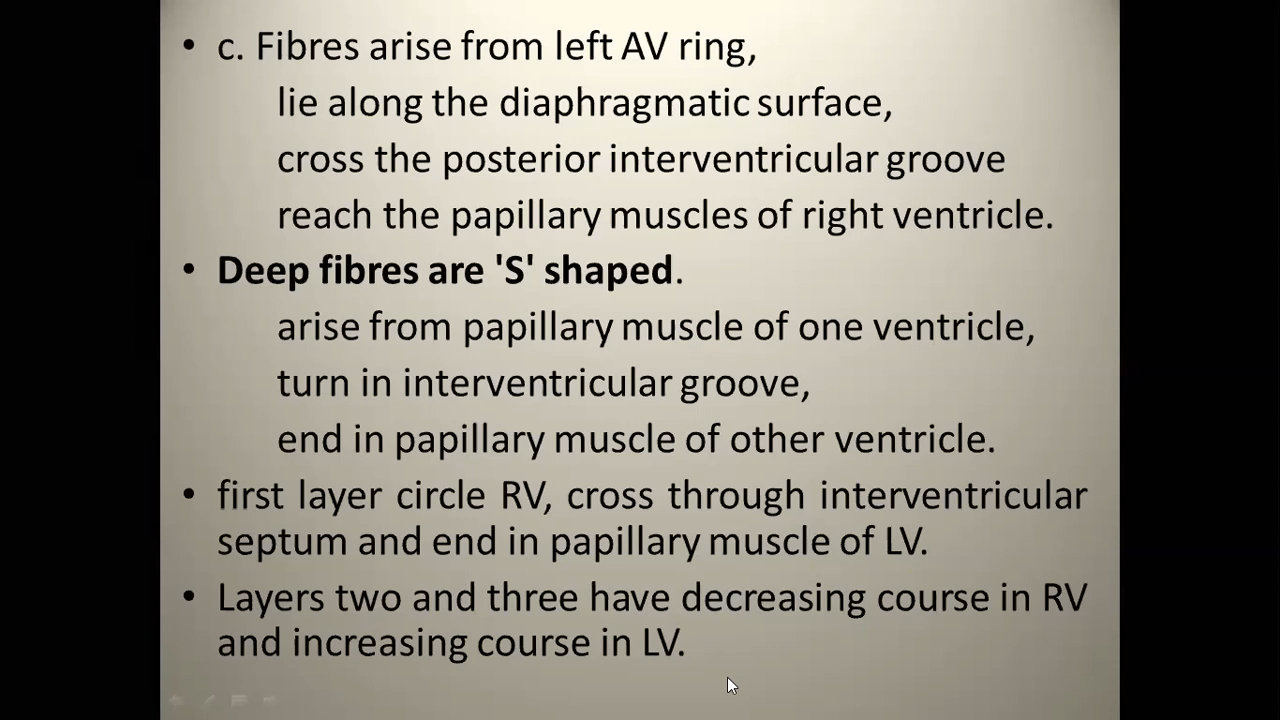 • c. Fibres arise from left AV ring,
lie along the diaphragmatic surface,
cross the posterior interventricular groove
reach the papillary muscles of right ventricle.
• Deep fibres are 'S' shaped.
arise from papillary muscle of one ventricle,
turn in interventricular groove,
end in papillary muscle of other ventricle.
• first layer circle RV, cross through interventricular
septum and end in papillary muscle of LV.
• Layers two and three have decreasing course in RV
and increasing course in LV.